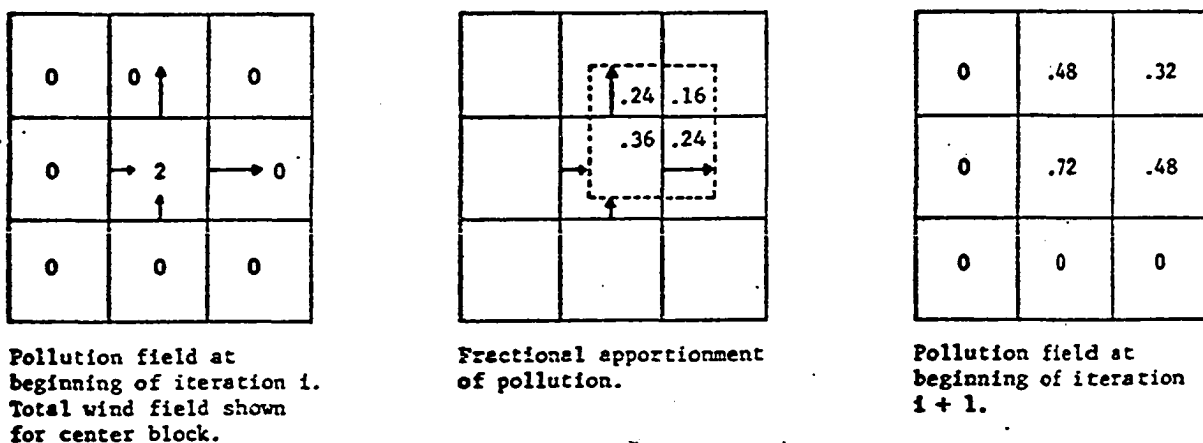 0 0 0
0 2 0
0 0 0
Pollution field at
beginning of iteration i.
Total wind field shown
for center block.
.24 .16
.36 .24
Fractional apportionment
of pollution.
0 .48 .32
0 .72 .48
0 0 0
Pollution field at
beginning of iteration
i + 1.